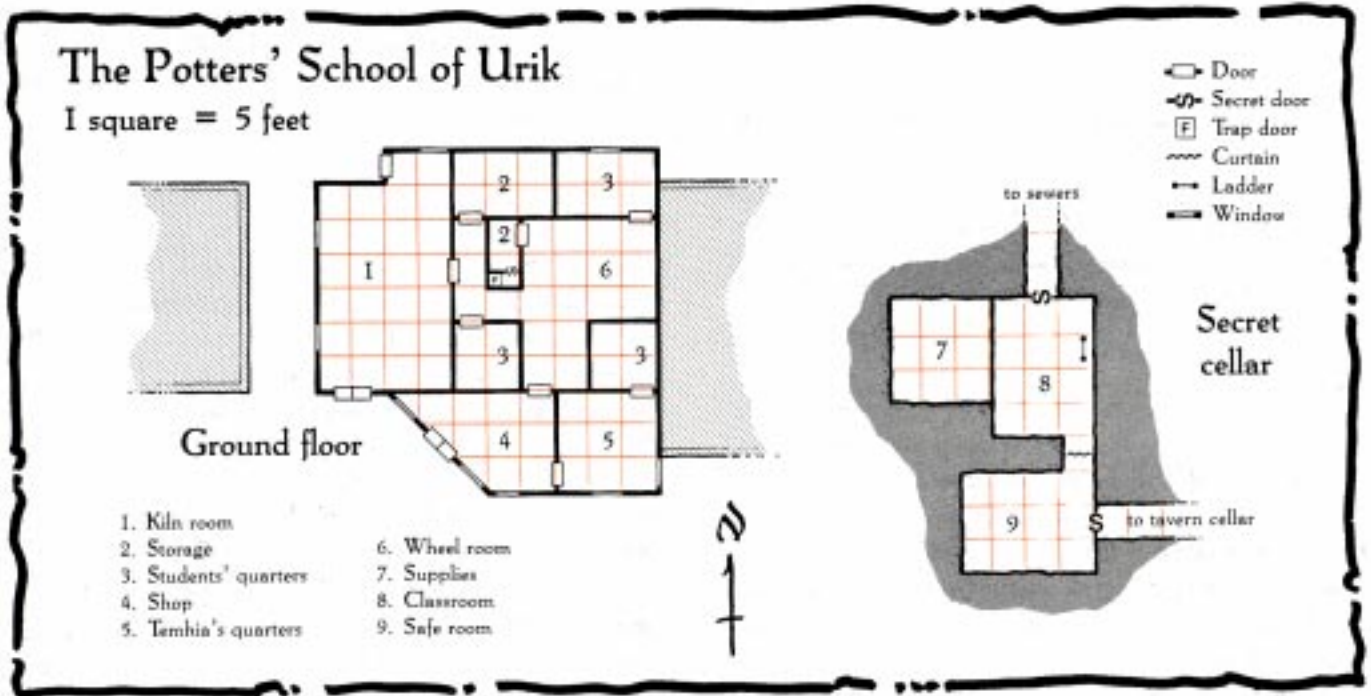 The Potters' School of Urik
1 square = 5 feet
Door
Secret door
F Trap door
Curtain
Ladder
Window
2
3
2
1
6
F
3
3
4
5
Ground floor
to sewers
S
7
8
9
S
to tavern cellar
Secret
cellar
1. Kiln room
2. Storage
3. Students' quarters
4. Shop
5. Temhia's quarters
6. Wheel room
7. Supplies
8. Classroom
9. Safe room
N